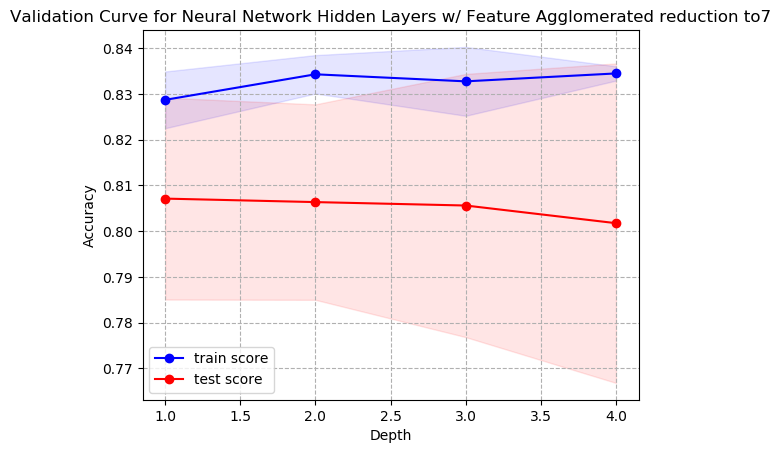 Validation Curve for Neural Network Hidden Layers w/ Feature Agglomerated reduction to7
0.84
0.83
0.82
0.81
0.80
0.79
0.78
0.77
Accuracy
train score
test score
1.0 1.5 2.0 2.5 3.0 3.5 4.0
Depth